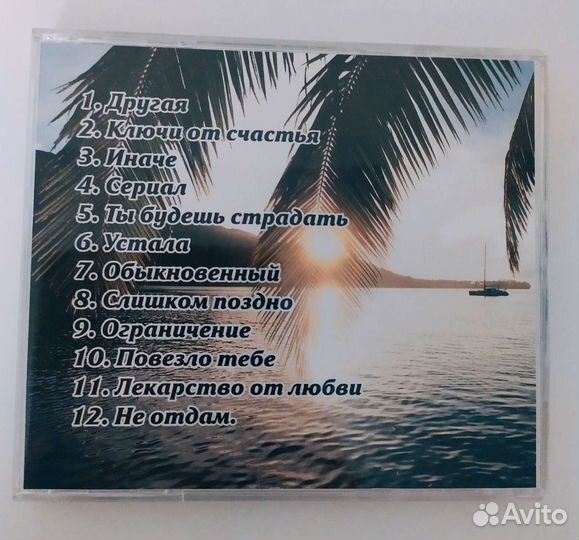 1. Другая
2. Ключи от счастья
3. Иначе
4. Сериал
5. Ты будешь страдать
6. Устала
7. Обыкновенный
8. Слишком поздно
9. Ограничение
10. Повезло тебе
11. Лекарство от любви
12. Не отдам.
Avito